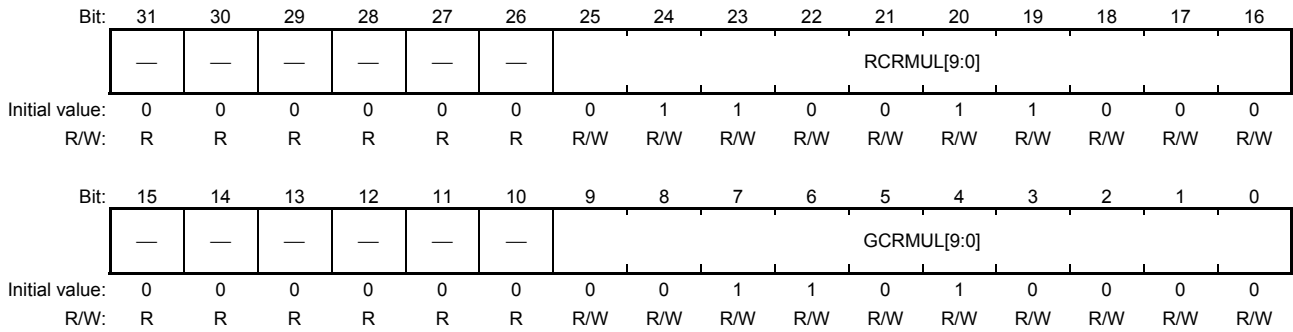 Bit: 31 30 29 28 27 26 25 24 23 22 21 20 19 18 17 16
— — — — — — RCRMUL[9:0]
Initial value: 0 0 0 0 0 0 0 1 1 0 0 1 1 0 0 0
R/W: R R R R R R R/W R/W R/W R/W R/W R/W R/W R/W R/W R/W
Bit: 15 14 13 12 11 10 9 8 7 6 5 4 3 2 1 0
— — — — — — GCRMUL[9:0]
Initial value: 0 0 0 0 0 0 0 0 1 1 0 1 0 0 0 0
R/W: R R R R R R R/W R/W R/W R/W R/W R/W R/W R/W R/W R/W